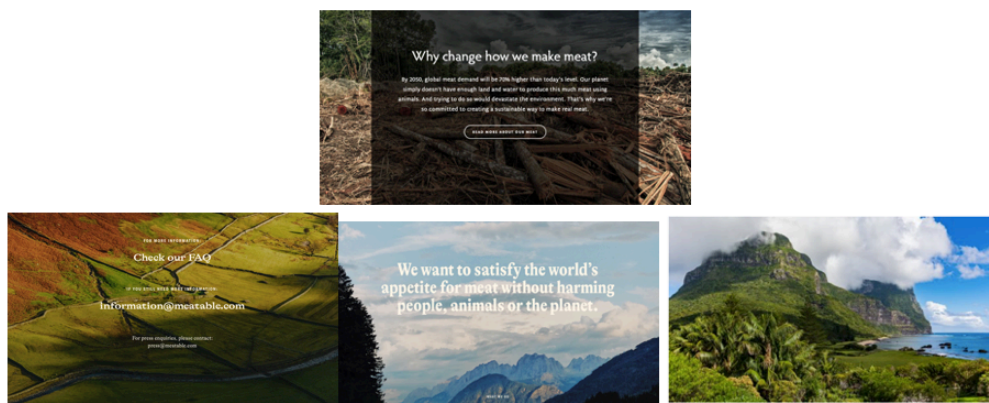 Why change how we make meat?
By 2050, global meat demand will be 70% higher than today's level. Our planet
simply doesn't have enough land and water to produce this much meat using
animals. And trying to do so would devastate the environment. That's why we're
so committed to creating a sustainable way to make real meat.
READ MORE ABOUT OUR MEAT
FOR MORE INFORMATION:
Check our FAQ
IF YOU STILL NEED MORE INFORMATION:
information@meatable.com
For press enquiries, please contact:
press@meatable.com
We want to satisfy the world's
appetite for meat without harming
people, animals or the planet.